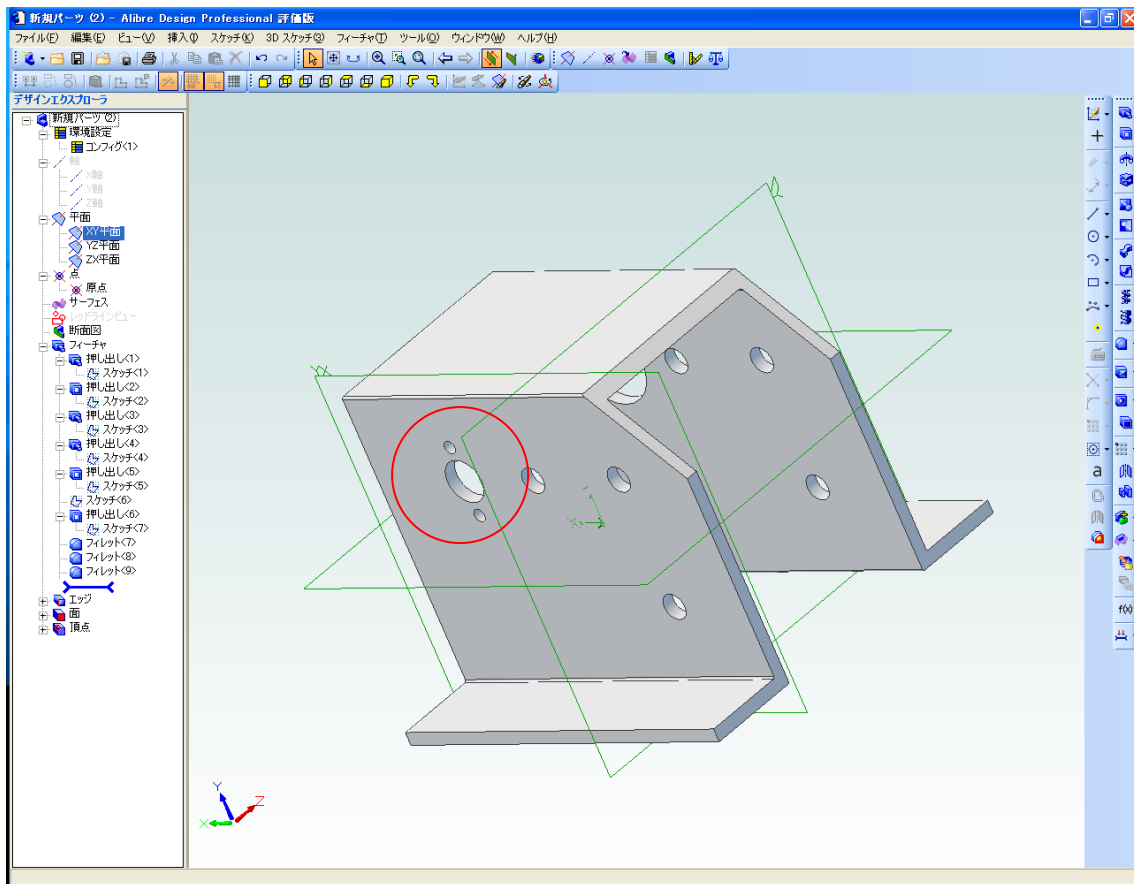 新規パーツ (2) - Alibre Design Professional 評価版
ファイル(F) 編集(E) ビュー(V) 挿入(I) スケッチ(K) 3D スケッチ(S) フィーチャ(T) ツール(O) ウィンドウ(W) ヘルプ(H)
デザインエクスプローラ
新規パーツ (2)
環境設定
コンフィグ<1>
軸
X軸
Y軸
Z軸
平面
XY平面
YZ平面
ZX平面
点
原点
サーフェス
レッドラインビュー
断面図
フィーチャ
押し出し<1>
スケッチ<1>
押し出し<2>
スケッチ<2>
押し出し<3>
スケッチ<3>
押し出し<4>
スケッチ<4>
押し出し<5>
スケッチ<5>
スケッチ<6>
押し出し<6>
スケッチ<7>
フィレット<7>
フィレット<8>
フィレット<9>
エッジ
面
頂点
a
f(x)
Y
Z
X